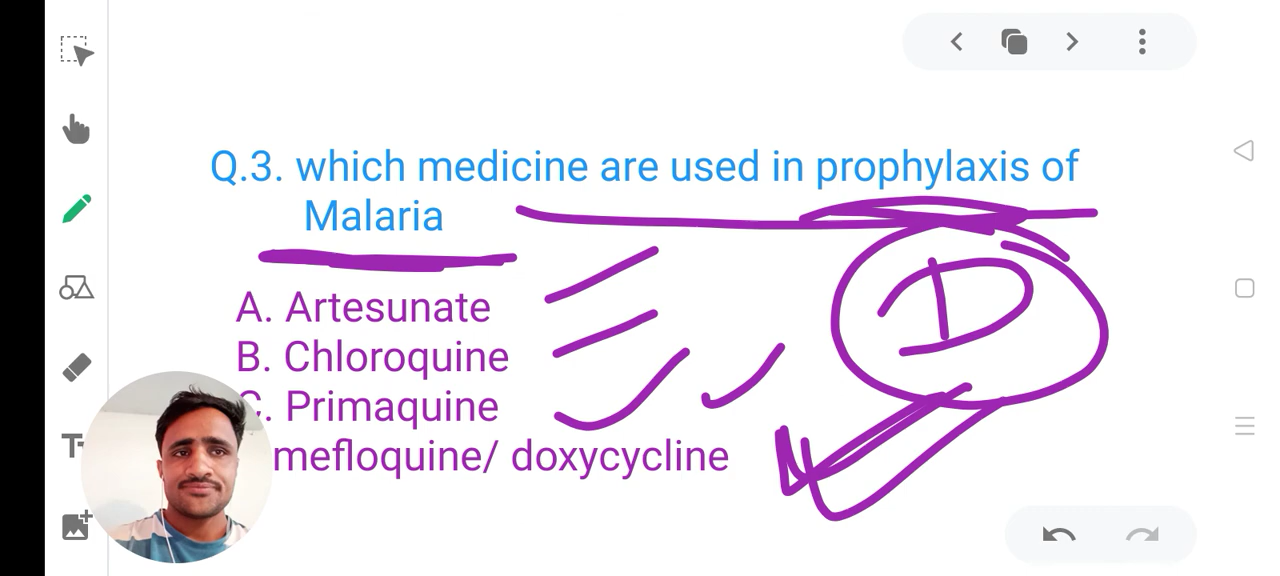 Q.3. which medicine are used in prophylaxis of
Malaria
A. Artesunate
B. Chloroquine
C. Primaquine
mefloquine/ doxycycline
D